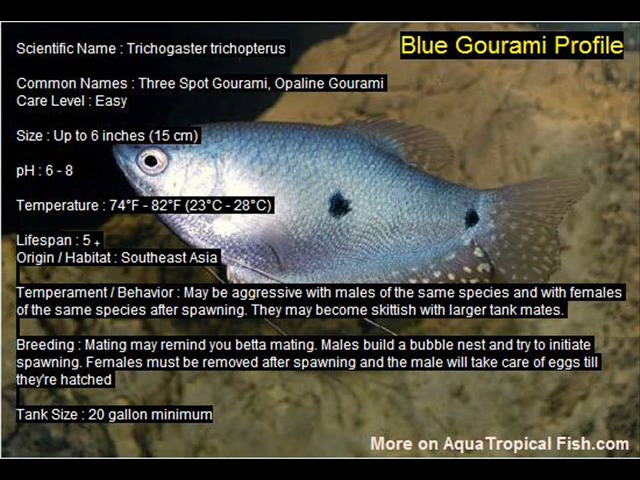 Blue Gourami Profile
Scientific Name : Trichogaster trichopterus
Common Names : Three Spot Gourami, Opaline Gourami
Care Level : Easy
Size : Up to 6 inches (15 cm)
pH : 6 - 8
Temperature : 74°F - 82°F (23°C - 28°C)
Lifespan : 5 +
Origin / Habitat : Southeast Asia
Temperament / Behavior : May be aggressive with males of the same species and with females
of the same species after spawning. They may become skittish with larger tank mates.
Breeding : Mating may remind you betta mating. Males build a bubble nest and try to initiate
spawning. Females must be removed after spawning and the male will take care of eggs till
they're hatched
Tank Size : 20 gallon minimum
More on AquaTropical Fish.com